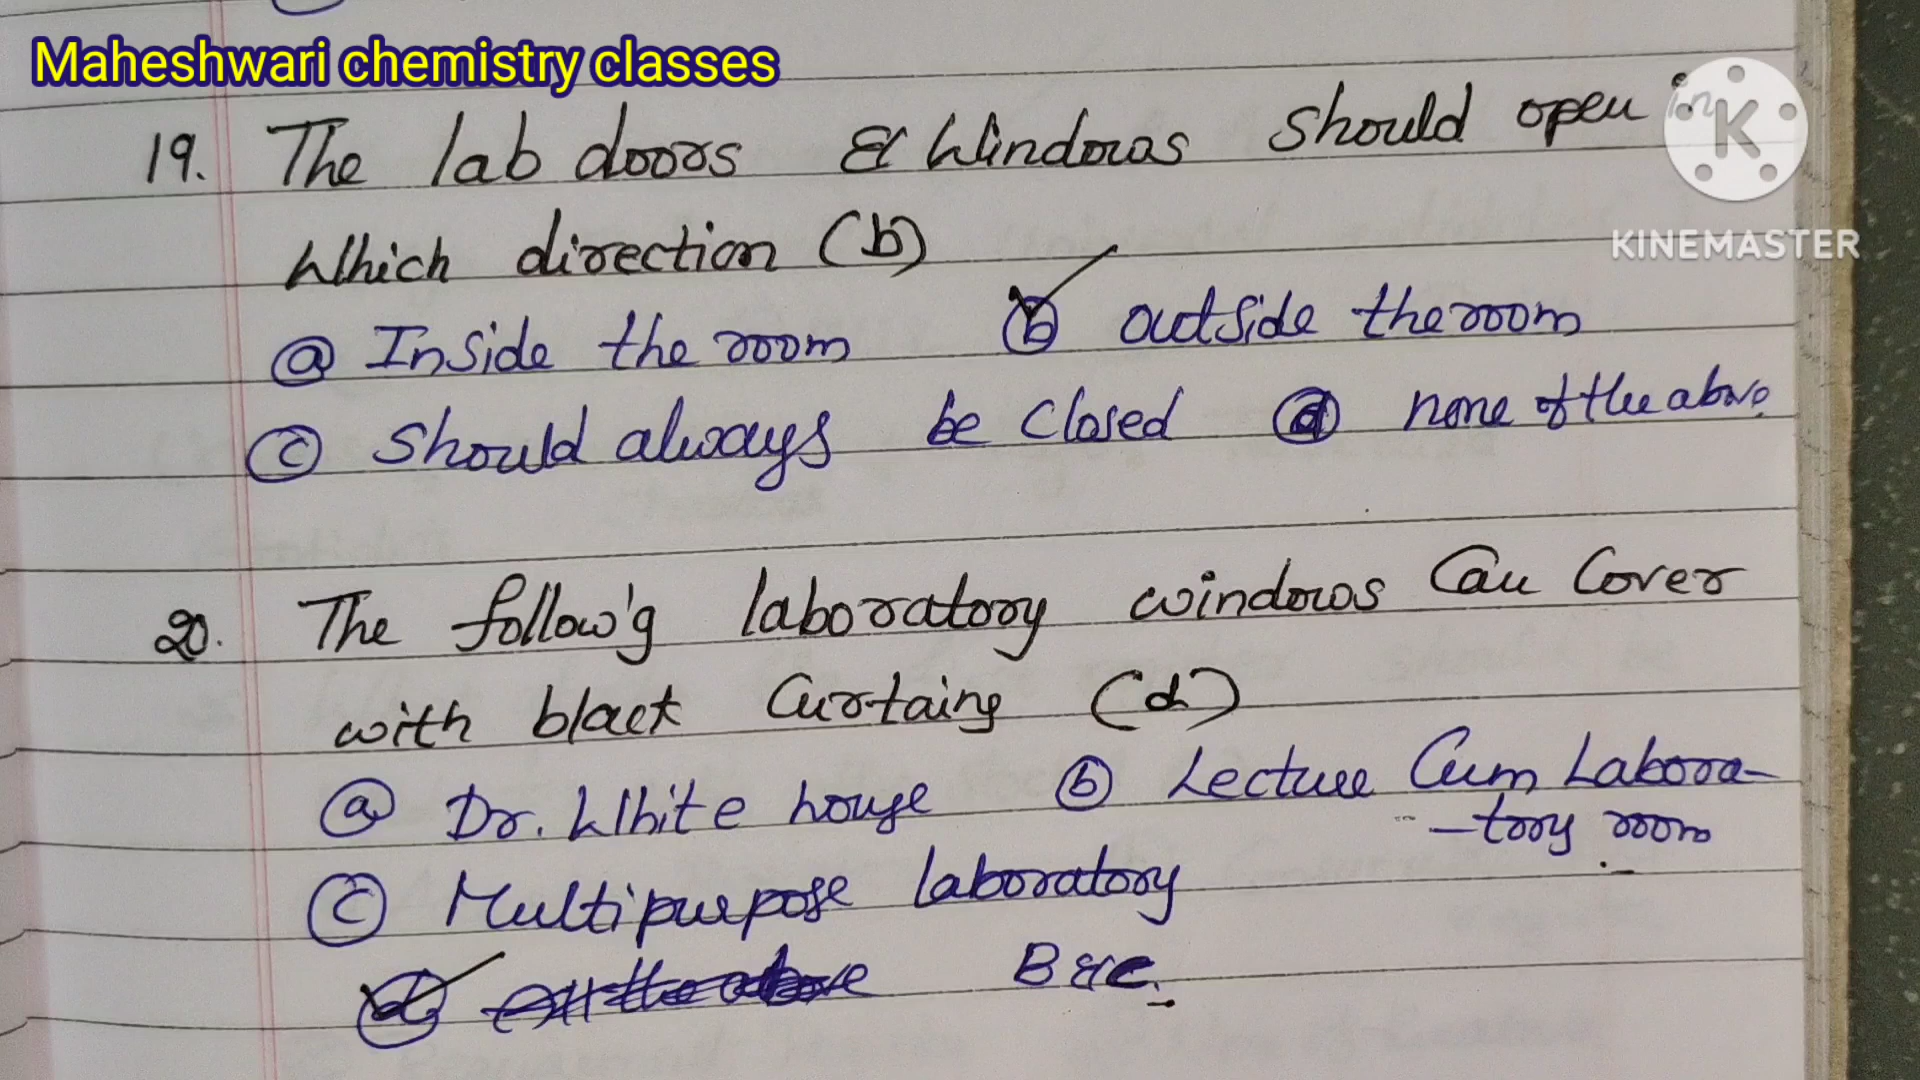 Maheshwari chemistry classes
19. The lab doors & Windows should open in
Which direction (b)
(a) Inside the room (b) outside the room
(c) Should always be closed (d) none of the above
20. The follow'g laboratory windows can cover
with black Curtains (d)
(a) Dr. White house (b) Lecture Cum Labora-
-tory room
(c) Multipurpose laboratory
(d) All the above B & C.
K
KINEMASTER